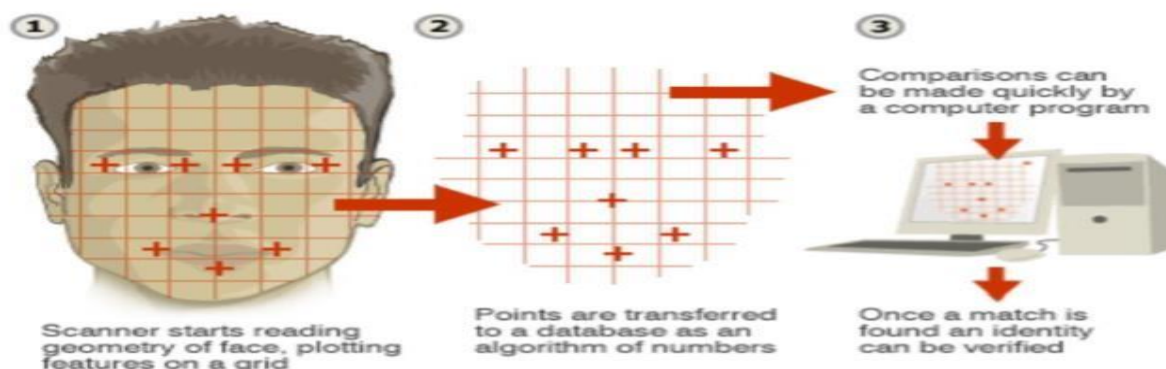 1
2
3
Comparisons can
be made quickly by
a computer program
Scanner starts reading
geometry of face, plotting
features on a grid
Points are transferred
to a database as an
algorithm of numbers
Once a match is
found an identity
can be verified